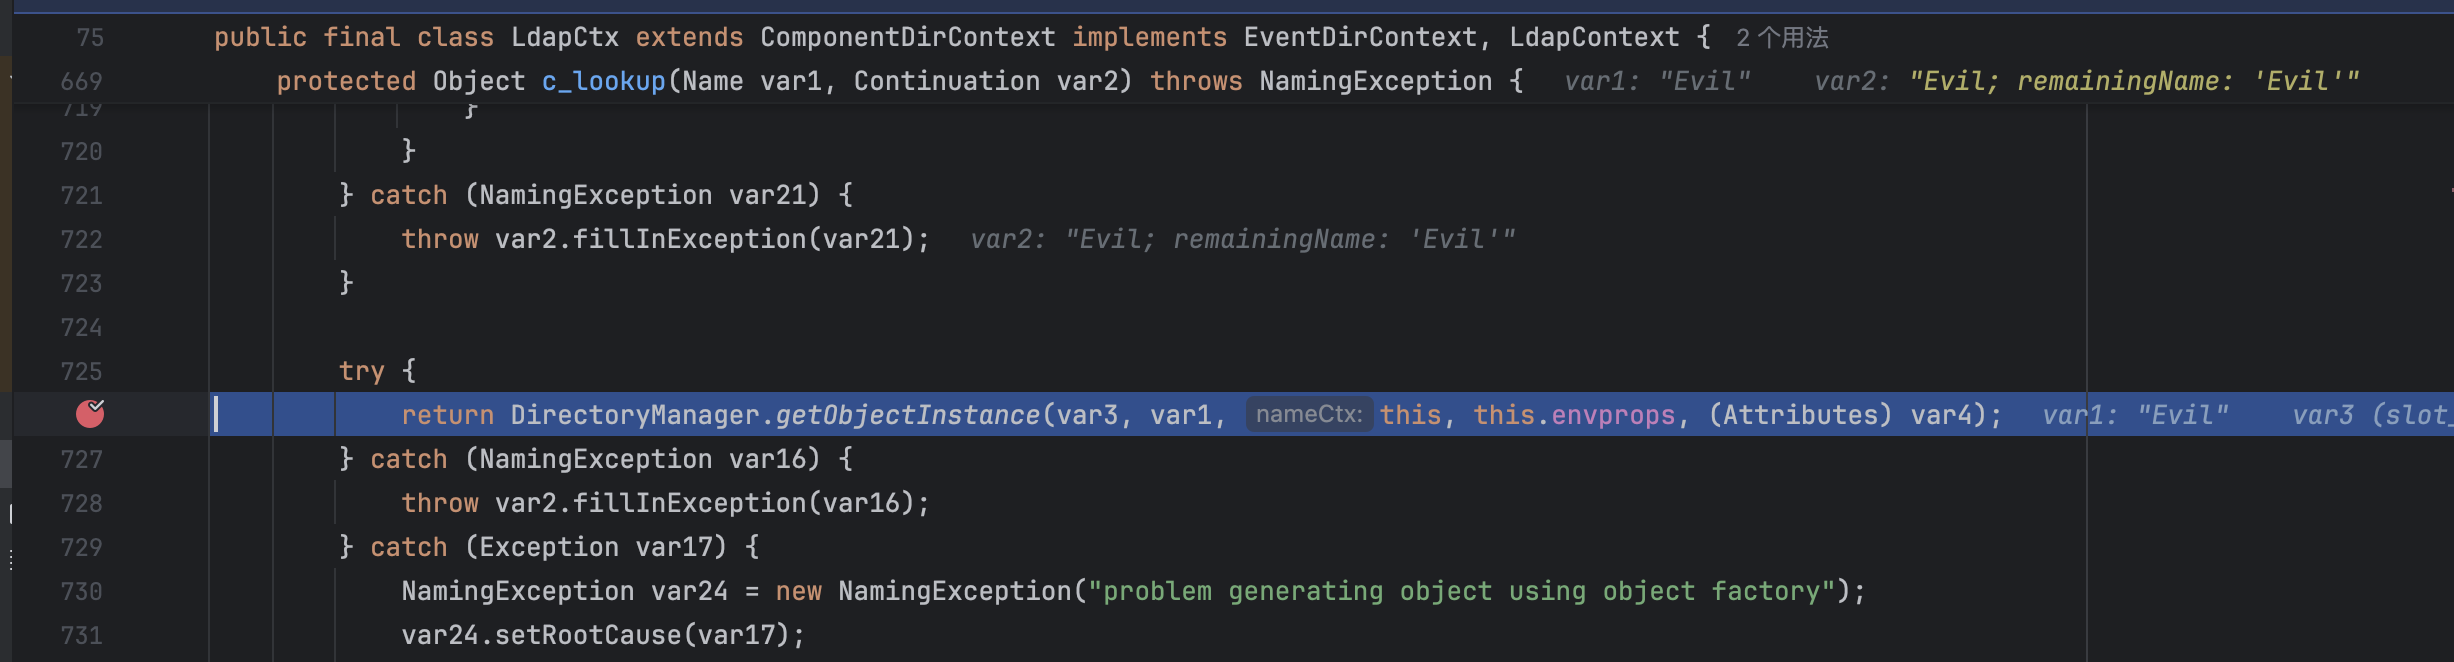 75 public final class LdapCtx extends ComponentDirContext implements EventDirContext, LdapContext { 2 个用法
669 protected Object c_lookup(Name var1, Continuation var2) throws NamingException { var1: "Evil" var2: "Evil; remainingName: 'Evil'"
719 }
720 }
721 } catch (NamingException var21) {
722 throw var2.fillInException(var21); var2: "Evil; remainingName: 'Evil'"
723 }
724
725 try {
return DirectoryManager.getObjectInstance(var3, var1, nameCtx: this, this.envprops, (Attributes) var4); var1: "Evil" var3 (slot_
727 } catch (NamingException var16) {
728 throw var2.fillInException(var16);
729 } catch (Exception var17) {
730 NamingException var24 = new NamingException("problem generating object using object factory");
731 var24.setRootCause(var17);